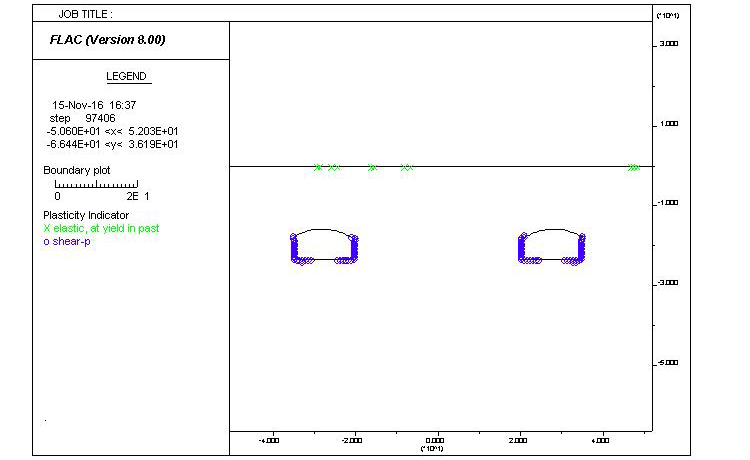 JOB TITLE :
FLAC (Version 8.00)
LEGEND
15-Nov-16 16:37
step 97406
-5.060E+01 <x< 5.203E+01
-6.644E+01 <y< 3.619E+01
Boundary plot
0 2E 1
Plasticity Indicator
X elastic, at yield in past
o shear-p
(*10^1)
3.000
1.000
-1.000
-3.000
-5.000
-4.000 -2.000 0.000 2.000 4.000
(*10^1)